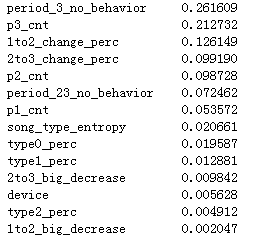 period_3_no_behavior 0.261609
p3_cnt 0.212732
1to2_change_perc 0.126149
2to3_change_perc 0.099190
p2_cnt 0.098728
period_23_no_behavior 0.072462
p1_cnt 0.053572
song_type_entropy 0.020661
type0_perc 0.019587
type1_perc 0.012881
2to3_big_decrease 0.009842
device 0.005628
type2_perc 0.004912
1to2_big_decrease 0.002047